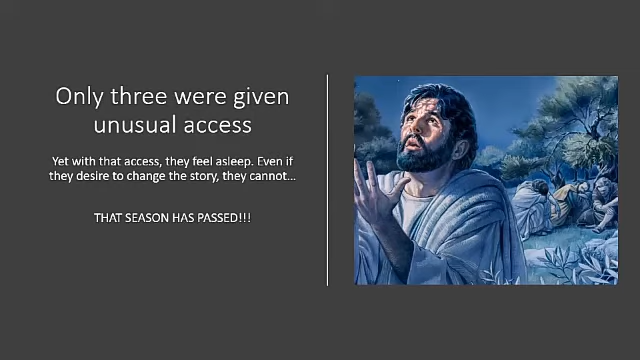 Only three were given
unusual access
Yet with that access, they feel asleep. Even if
they desire to change the story, they cannot...
THAT SEASON HAS PASSED!!!